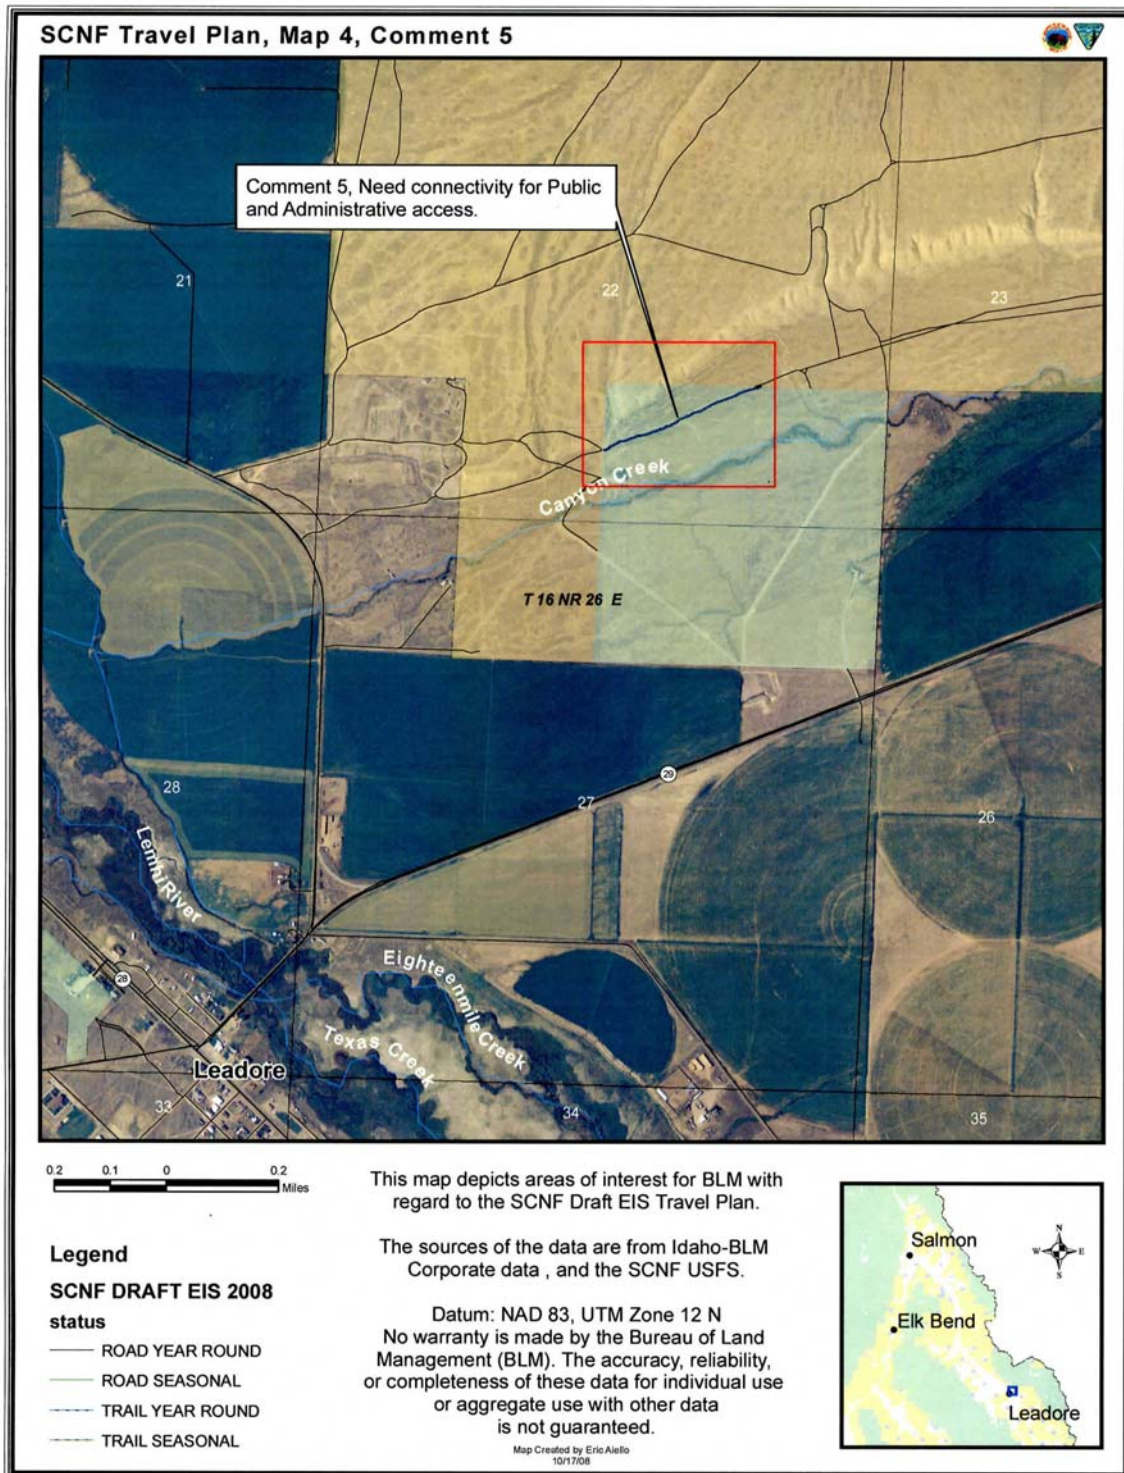 SCNF Travel Plan, Map 4, Comment 5
Comment 5, Need connectivity for Public
and Administrative access.
21
22
23
Canyon Creek
T 16 NR 26 E
28
27
29
26
Lemhi River
Eighteenmile Creek
Texas Creek
28
Leadore
33
34
35
0.2 0.1 0 0.2
Miles
This map depicts areas of interest for BLM with
regard to the SCNF Draft EIS Travel Plan.
The sources of the data are from Idaho-BLM
Corporate data , and the SCNF USFS.
Datum: NAD 83, UTM Zone 12 N
No warranty is made by the Bureau of Land
Management (BLM). The accuracy, reliability,
or completeness of these data for individual use
or aggregate use with other data
is not guaranteed.
Map Created by Eric Aiello
10/17/08
Legend
SCNF DRAFT EIS 2008
status
ROAD YEAR ROUND
ROAD SEASONAL
TRAIL YEAR ROUND
TRAIL SEASONAL
Salmon
N
W E
S
Elk Bend
Leadore